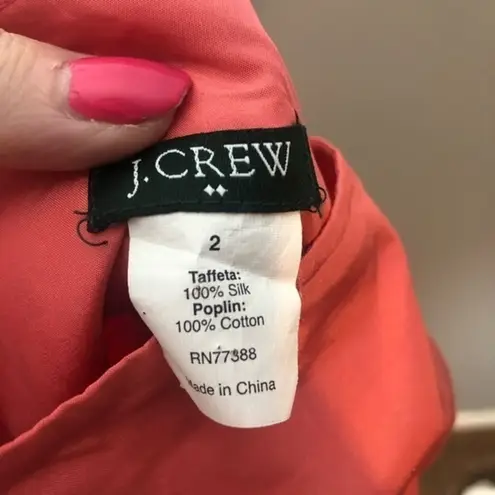 J.CREW
2
Taffeta:
100% Silk
Poplin:
100% Cotton
RN77388
Made in China